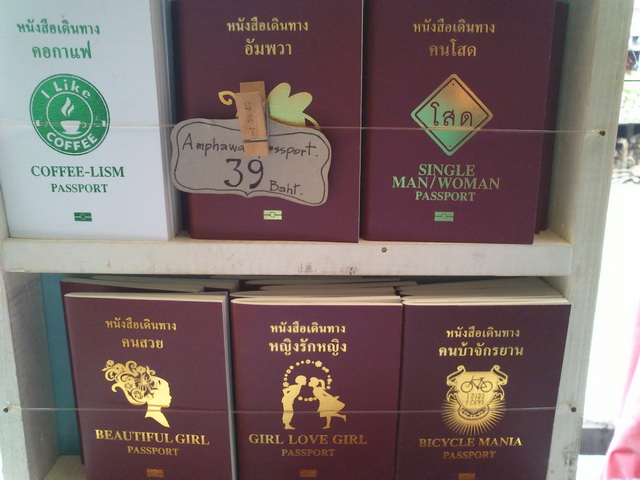 หนังสือเดินทาง
คอกาแฟ
I Like
COFFEE
COFFEE-LISM
PASSPORT
หนังสือเดินทาง
อัมพวา
Amphawa
39
Baht.
หนังสือเดินทาง
คนโสด
โสด
SINGLE
MAN/WOMAN
PASSPORT
หนังสือเดินทาง
คนสวย
BEAUTIFUL GIRL
PASSPORT
หนังสือเดินทาง
หญิงรักหญิง
GIRL LOVE GIRL
PASSPORT
หนังสือเดินทาง
คนบ้าจักรยาน
BICYCLE MANIA
PASSPORT